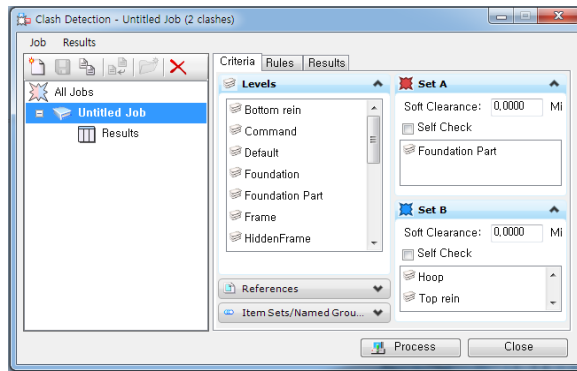 Clash Detection - Untitled Job (2 clashes)
Job Results
All Jobs
Untitled Job
Results
Criteria Rules Results
Levels
Bottom rein
Command
Default
Foundation
Foundation Part
Frame
HiddenFrame
References
Item Sets/Named Grou...
Set A
Soft Clearance: 0,0000 Mi
Self Check
Foundation Part
Set B
Soft Clearance: 0,0000 Mi
Self Check
Hoop
Top rein
Process Close